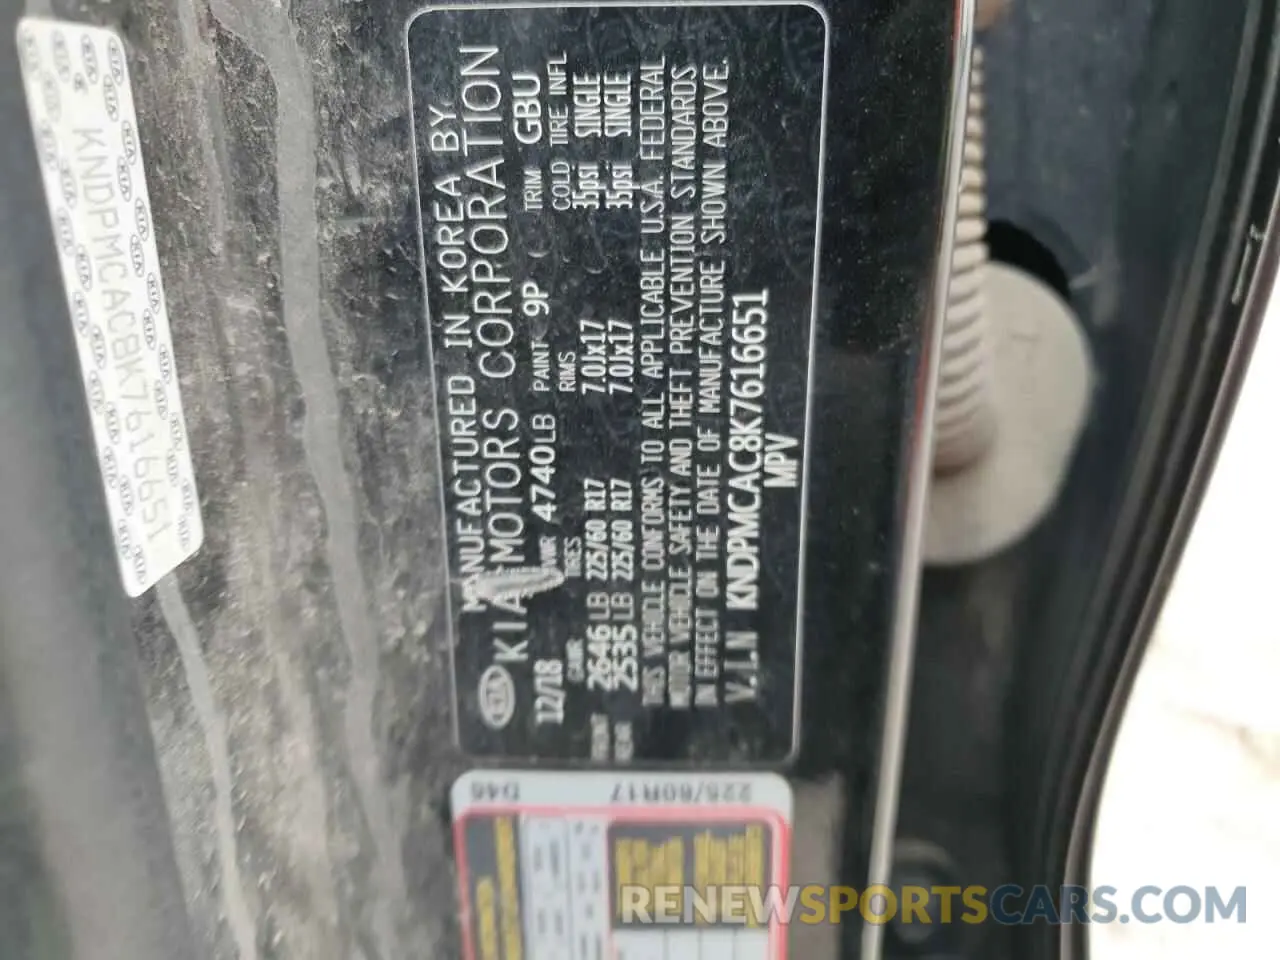 KIA
KNDPMCAC8K7616651
MANUFACTURED IN KOREA BY
KIA MOTORS CORPORATION
12/18 GVWR 4740LB PAINT 9P TRIM GBU
GAWR TIRES RIMS COLD TIRE INFL
FRONT 2646LB 225/60 R17 7.0Jx17 35psi SINGLE
REAR 2535LB 225/60 R17 7.0Jx17 35psi SINGLE
THIS VEHICLE CONFORMS TO ALL APPLICABLE U.S.A. FEDERAL
MOTOR VEHICLE SAFETY AND THEFT PREVENTION STANDARDS
IN EFFECT ON THE DATE OF MANUFACTURE SHOWN ABOVE.
V.I.N KNDPMCAC8K7616651
MPV
D46 225/60R17
RENEWSPORTSCARS.COM